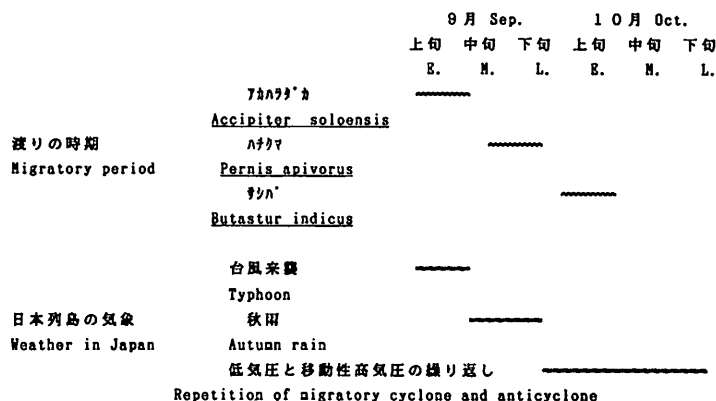 9月 Sep. 10月 Oct.
上旬 中旬 下旬 上旬 中旬 下旬
E. M. L. E. M. L.
ｱｶﾊﾗﾀﾞｶ
Accipiter soloensis
渡りの時期 ﾊﾁｸﾏ
Migratory period Pernis apivorus
ｻｼﾊﾞ
Butastur indicus
台風来襲
Typhoon
日本列島の気象 秋雨
Weather in Japan Autumn rain
低気圧と移動性高気圧の繰り返し
Repetition of migratory cyclone and anticyclone